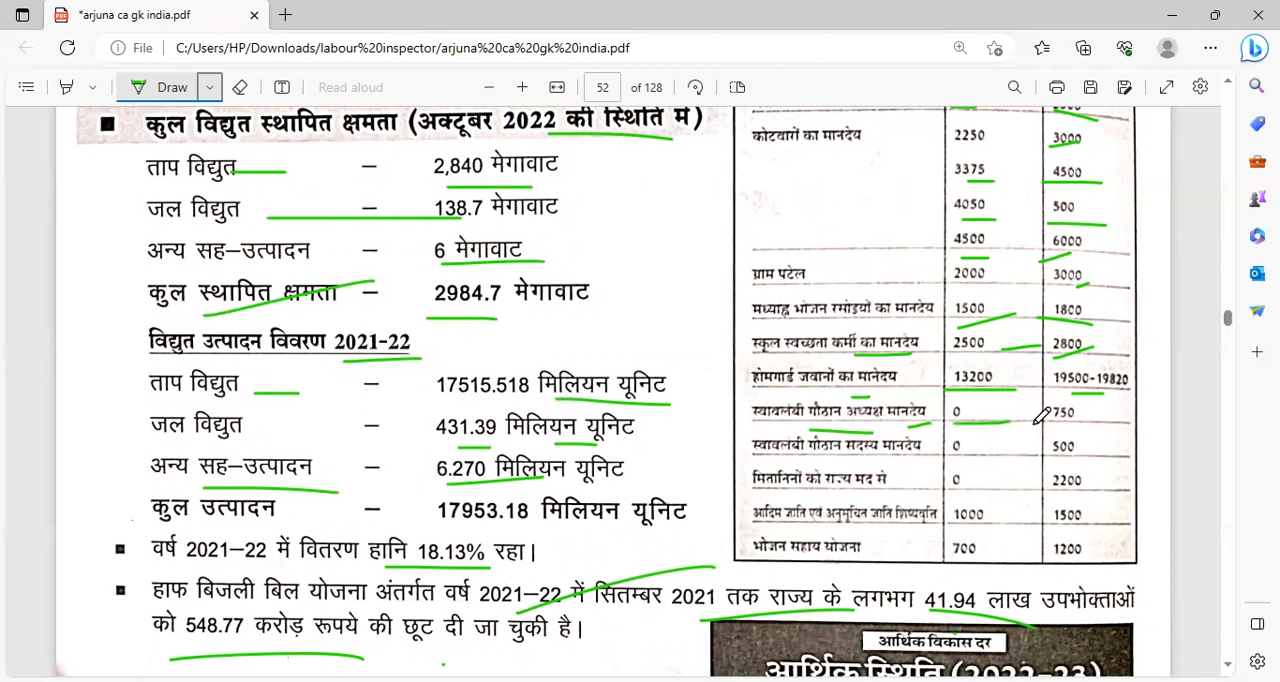 *arjuna ca gk india.pdf
File C:/Users/HP/Downloads/labour%20inspector/arjuna%20ca%20gk%20india.pdf
Draw Read aloud 52 of 128
कुल विद्युत स्थापित क्षमता (अक्टूबर 2022 की स्थिति में)
ताप विद्युत – 2,840 मेगावाट
जल विद्युत – 138.7 मेगावाट
अन्य सह-उत्पादन – 6 मेगावाट
कुल स्थापित क्षमता – 2984.7 मेगावाट
विद्युत उत्पादन विवरण 2021-22
ताप विद्युत – 17515.518 मिलियन यूनिट
जल विद्युत – 431.39 मिलियन यूनिट
अन्य सह-उत्पादन – 6.270 मिलियन यूनिट
कुल उत्पादन – 17953.18 मिलियन यूनिट
वर्ष 2021–22 में वितरण हानि 18.13% रहा।
कोटवारों का मानदेय 2250 3000
3375 4500
4050 500
4500 6000
ग्राम पटेल 2000 3000
मध्याह्न भोजन रसोइयों का मानदेय 1500 1800
स्कूल स्वच्छता कर्मी का मानदेय 2500 2800
होमगार्ड जवानों का मानेदय 13200 19500-19820
स्वावलंबी गौठान अध्यक्ष मानदेय 0 750
स्वावलंबी गौठान सदस्य मानदेय 0 500
मितानिनों को राज्य मद से 0 2200
आदिम जाति एवं अनुसूचित जाति शिष्यवृत्ति 1000 1500
भोजन सहाय योजना 700 1200
हाफ बिजली बिल योजना अंतर्गत वर्ष 2021–22 में सितम्बर 2021 तक राज्य के लगभग 41.94 लाख उपभोक्ताओं
को 548.77 करोड़ रूपये की छूट दी जा चुकी है।
आर्थिक विकास दर
आर्थिक स्थिति (2022-23)